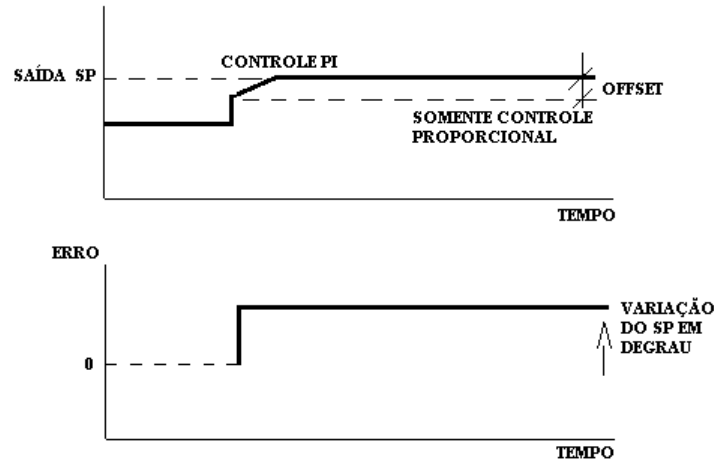 CONTROLE PI
SAÍDA SP
OFFSET
SOMENTE CONTROLE
PROPORCIONAL
TEMPO
ERRO
VARIAÇÃO
DO SP EM
DEGRAU
0
TEMPO